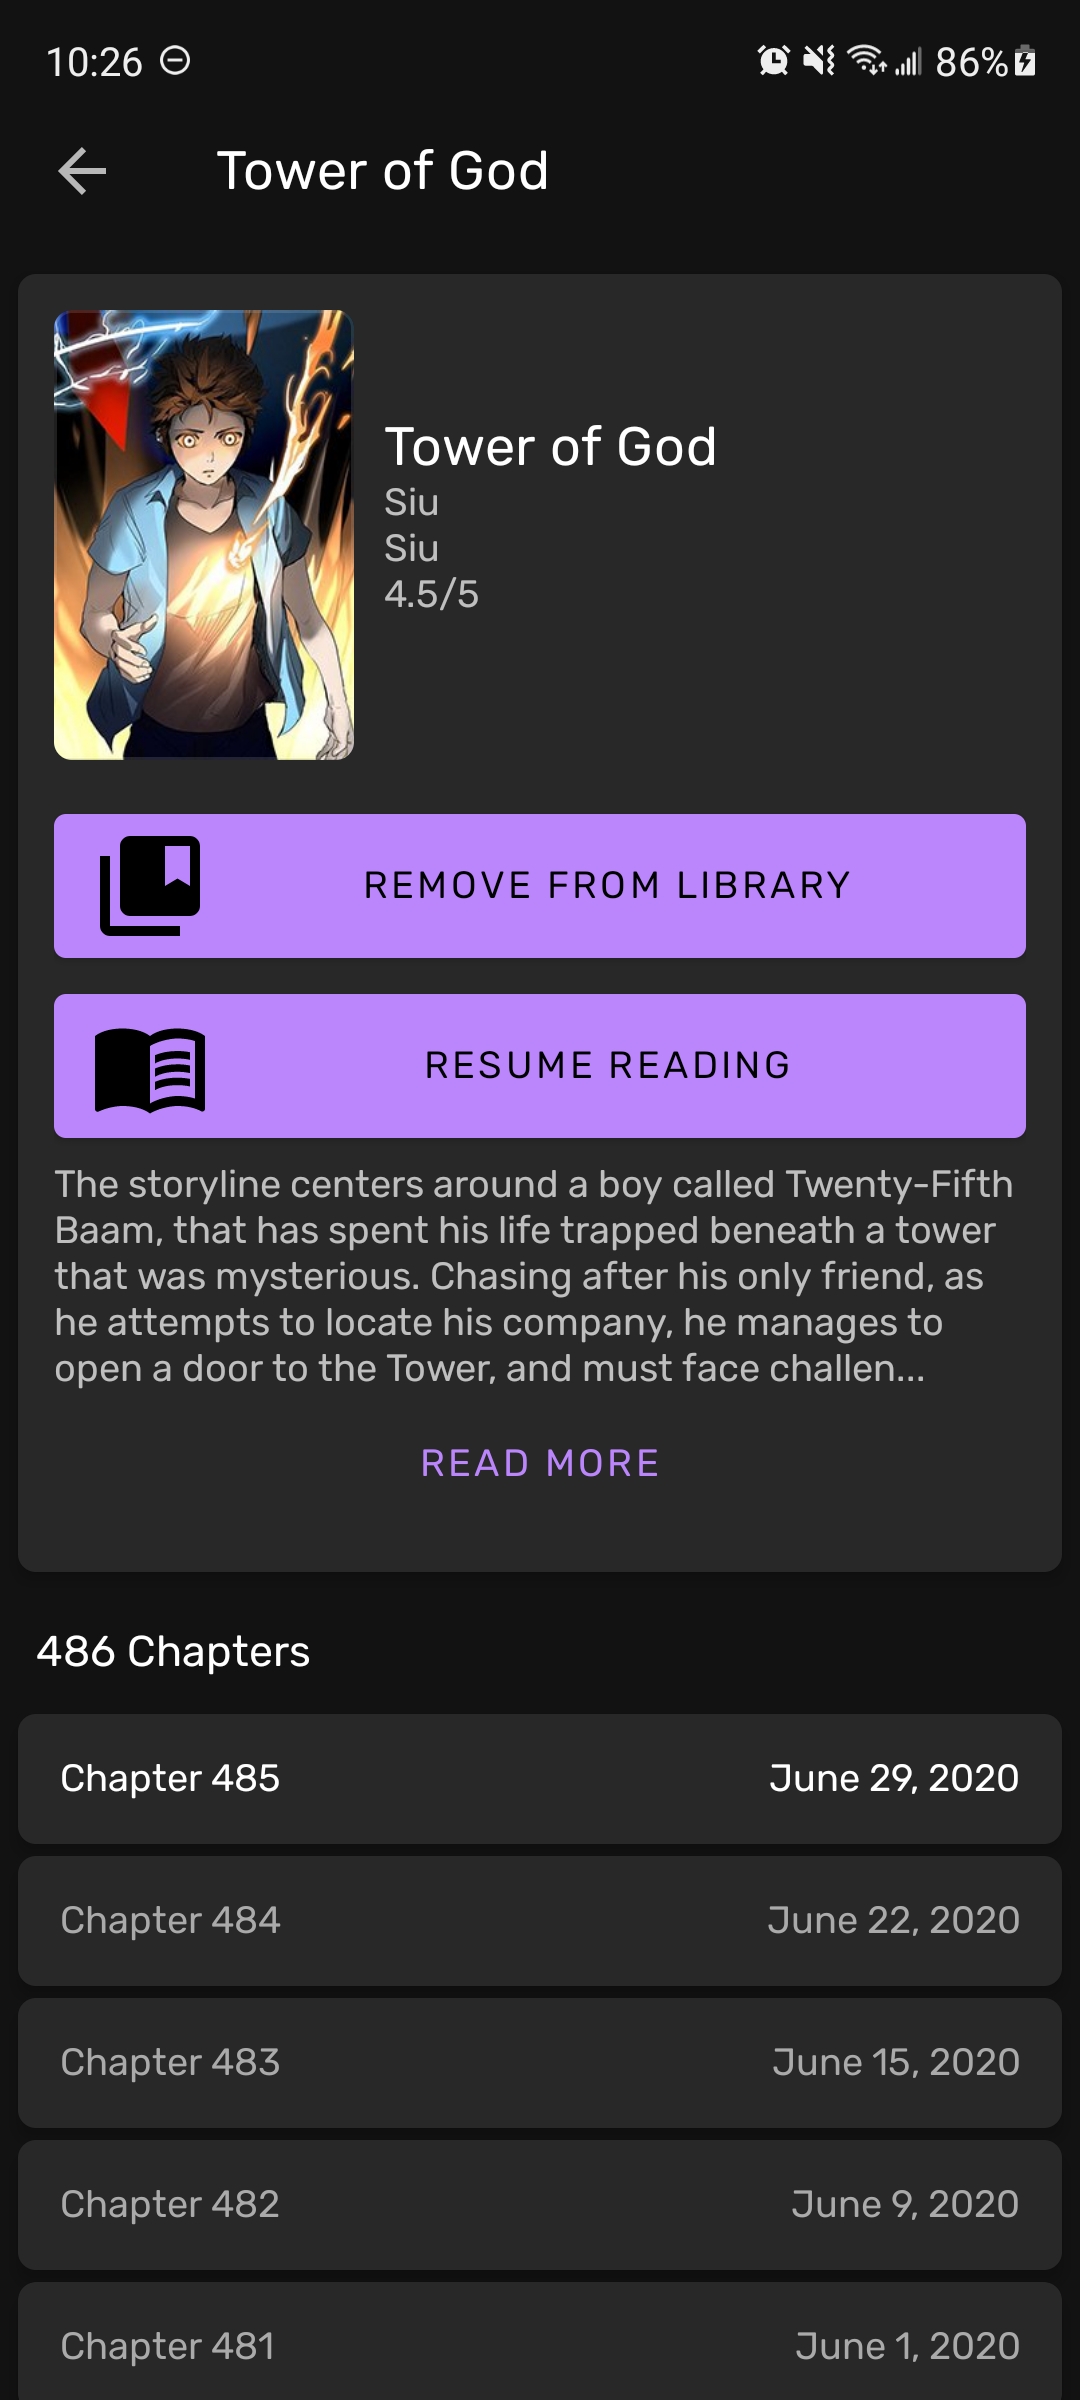 10:26
86%
Tower of God
Tower of God
Siu
Siu
4.5/5
REMOVE FROM LIBRARY
RESUME READING
The storyline centers around a boy called Twenty-Fifth
Baam, that has spent his life trapped beneath a tower
that was mysterious. Chasing after his only friend, as
he attempts to locate his company, he manages to
open a door to the Tower, and must face challen...
READ MORE
486 Chapters
Chapter 485 June 29, 2020
Chapter 484 June 22, 2020
Chapter 483 June 15, 2020
Chapter 482 June 9, 2020
Chapter 481 June 1, 2020